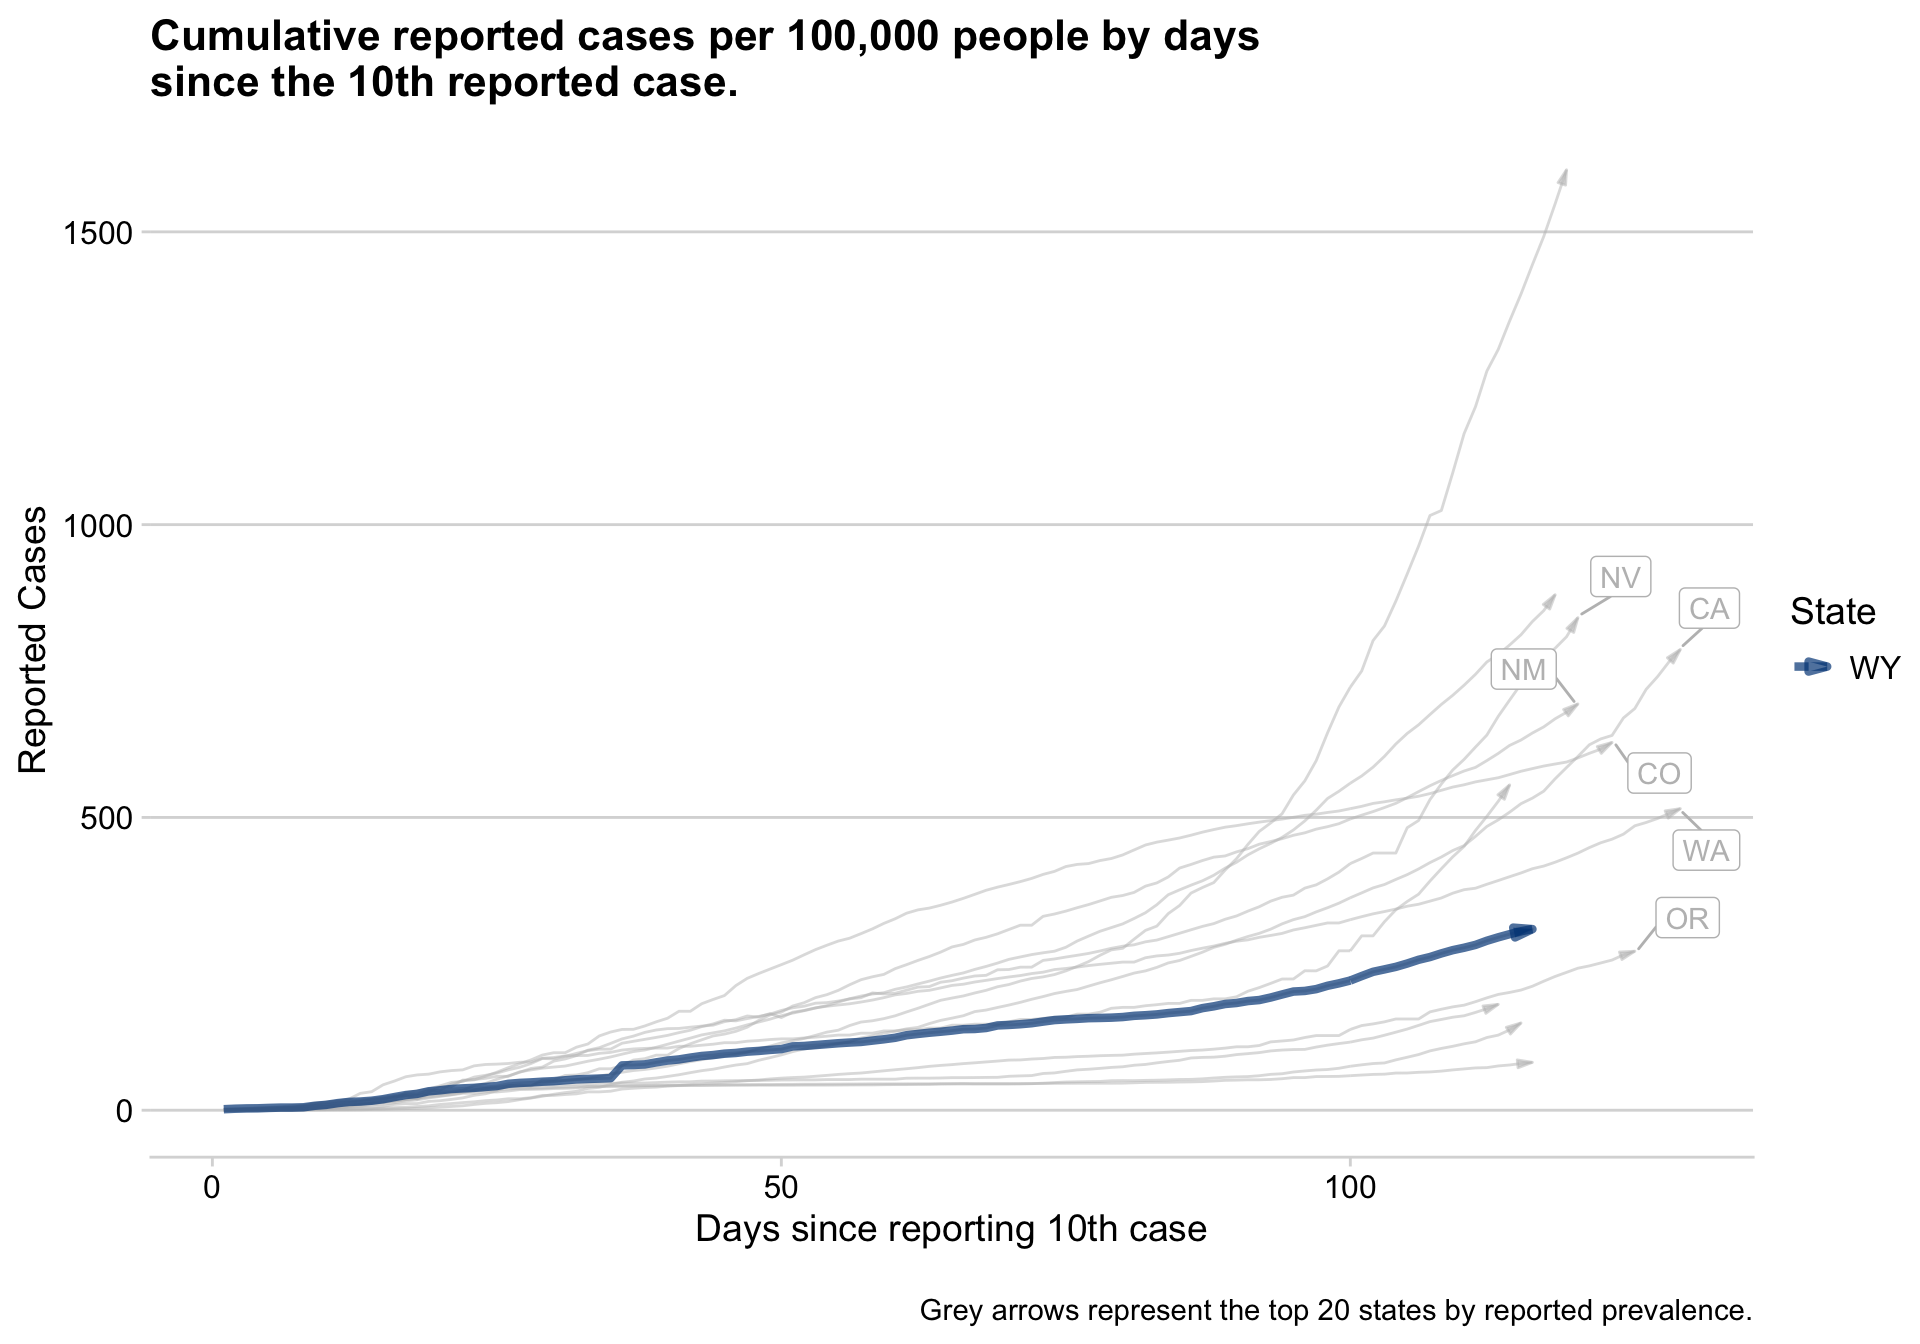 Cumulative reported cases per 100,000 people by days
since the 10th reported case.
1500
1000
500
0
Reported Cases
NV
CA
NM
CO
WA
OR
State
WY
0
50
100
Days since reporting 10th case
Grey arrows represent the top 20 states by reported prevalence.